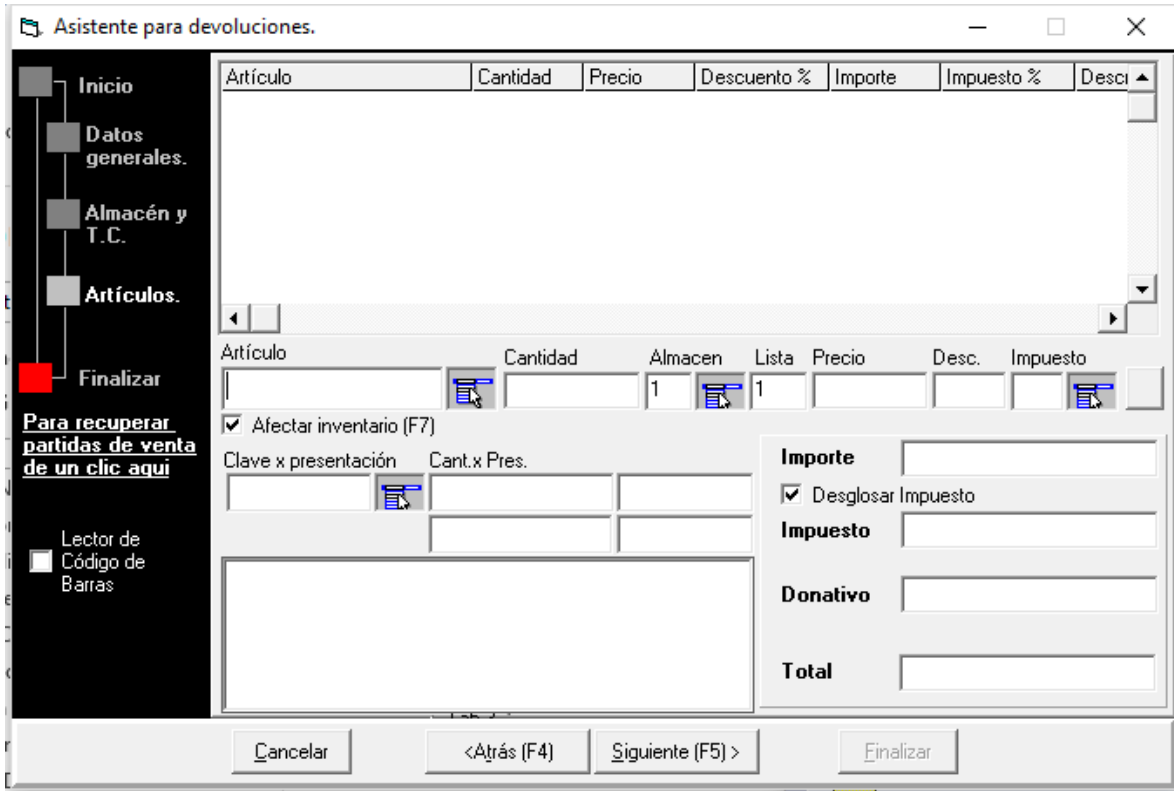 Asistente para devoluciones.
Inicio
Datos
generales.
Almacén y
T.C.
Artículos.
Finalizar
Para recuperar
partidas de venta
de un clic aqui
Lector de
Código de
Barras
Artículo Cantidad Precio Descuento % Importe Impuesto %
Artículo Cantidad Almacen Lista Precio Desc. Impuesto
1 1
Afectar inventario (F7)
Clave x presentación Cant.x Pres.
Importe
Desglosar Impuesto
Impuesto
Donativo
Total
Cancelar <Atrás (F4) Siguiente (F5) > Finalizar